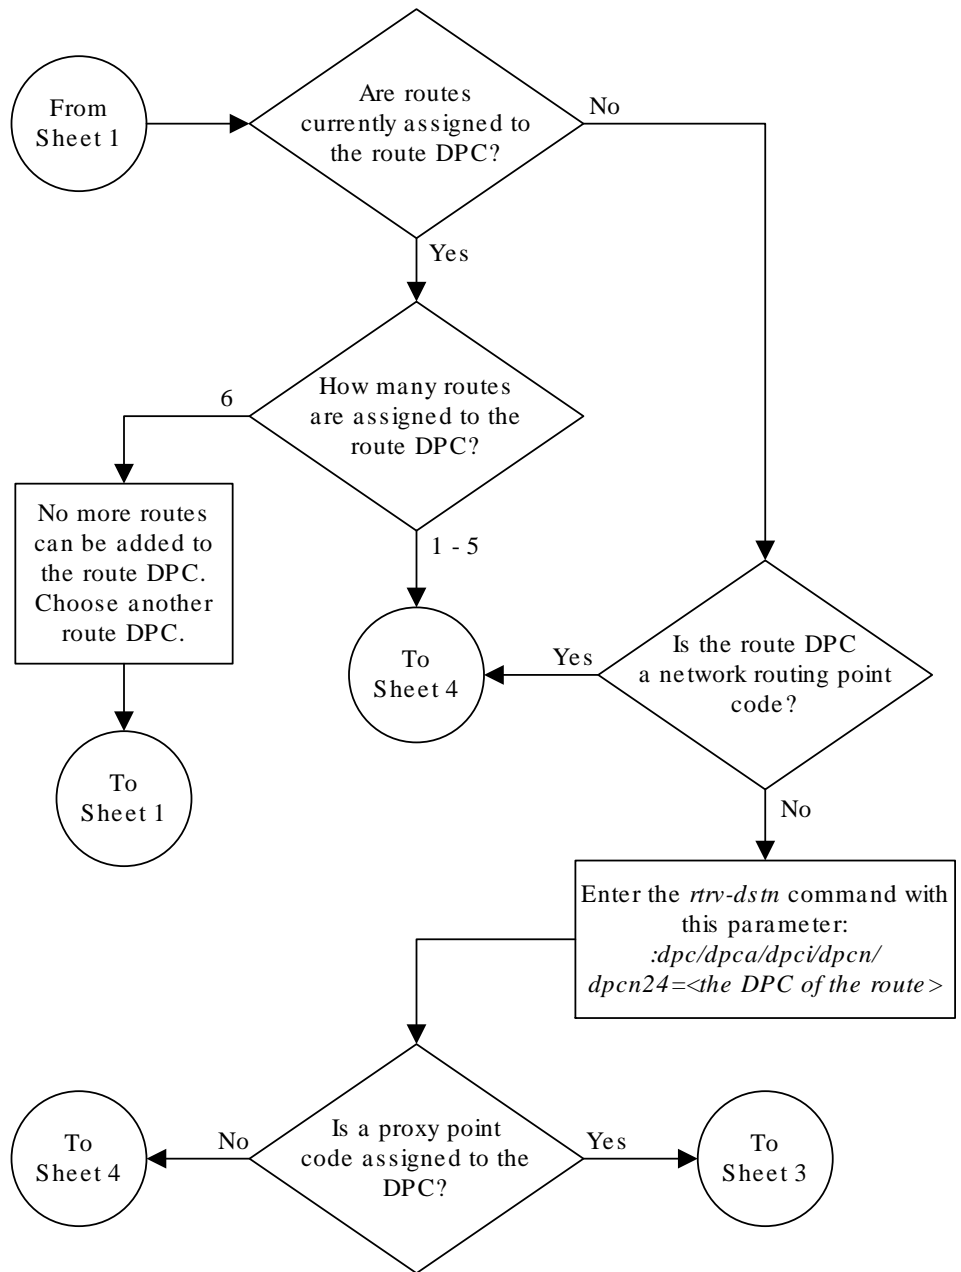 From
Sheet 1
Are routes
currently assigned to
the route DPC?
No
Yes
How many routes
are assigned to the
route DPC?
6
1 - 5
No more routes
can be added to
the route DPC.
Choose another
route DPC.
To
Sheet 4
Yes
Is the route DPC
a network routing point
code?
To
Sheet 1
No
Enter the rtrv-dstn command with
this parameter:
:dpc/dpca/dpci/dpcn/
dpcn24=<the DPC of the route>
To
Sheet 4
No
Is a proxy point
code assigned to the
DPC?
Yes
To
Sheet 3